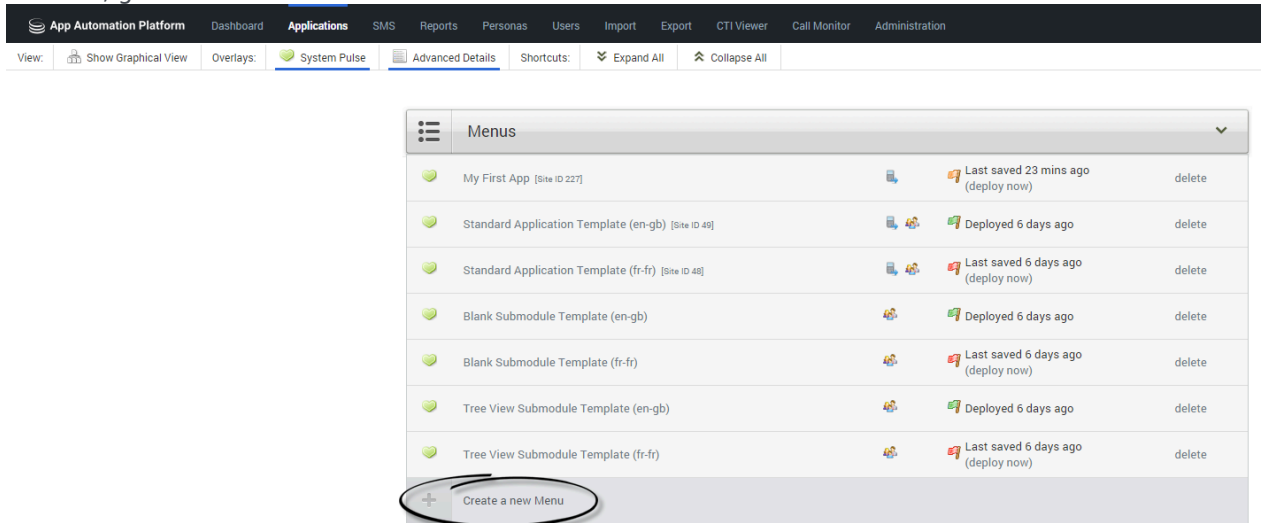 App Automation Platform Dashboard Applications SMS Reports Personas Users Import Export CTI Viewer Call Monitor Administration
View: Show Graphical View Overlays: System Pulse Advanced Details Shortcuts: Expand All Collapse All
Menus
My First App [Site ID 227] Last saved 23 mins ago delete
(deploy now)
Standard Application Template (en-gb) [Site ID 49] Deployed 6 days ago delete
Standard Application Template (fr-fr) [Site ID 48] Last saved 6 days ago delete
(deploy now)
Blank Submodule Template (en-gb) Deployed 6 days ago delete
Blank Submodule Template (fr-fr) Last saved 6 days ago delete
(deploy now)
Tree View Submodule Template (en-gb) Deployed 6 days ago delete
Tree View Submodule Template (fr-fr) Last saved 6 days ago delete
(deploy now)
Create a new Menu